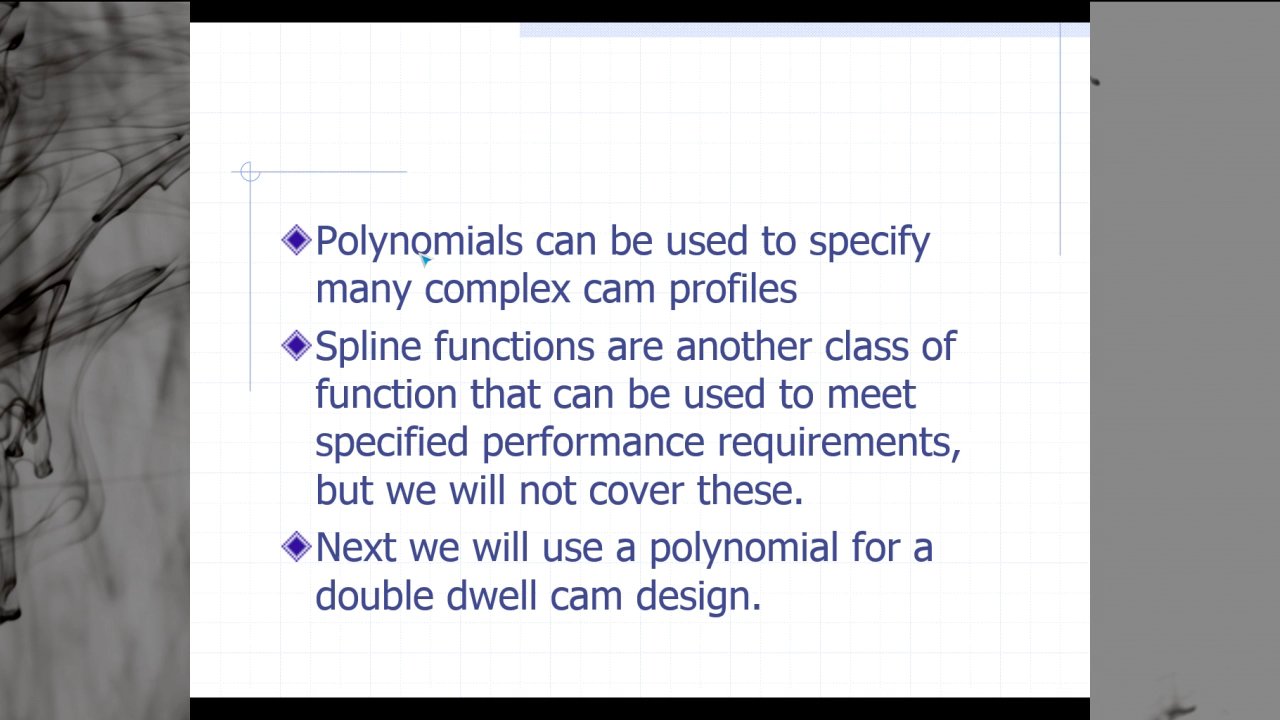 Polynomials can be used to specify
many complex cam profiles
Spline functions are another class of
function that can be used to meet
specified performance requirements,
but we will not cover these.
Next we will use a polynomial for a
double dwell cam design.